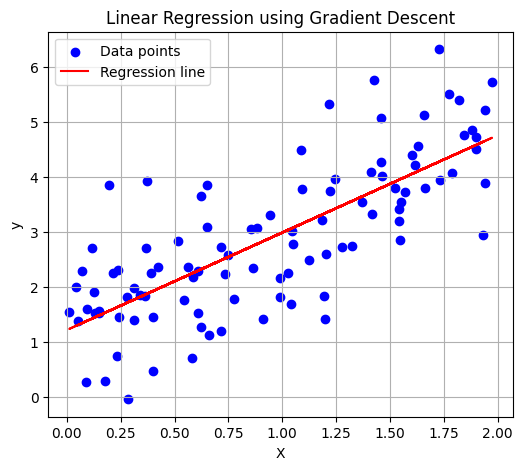 Linear Regression using Gradient Descent
Data points
Regression line
y
6
5
4
3
2
1
0
0.00 0.25 0.50 0.75 1.00 1.25 1.50 1.75 2.00
X